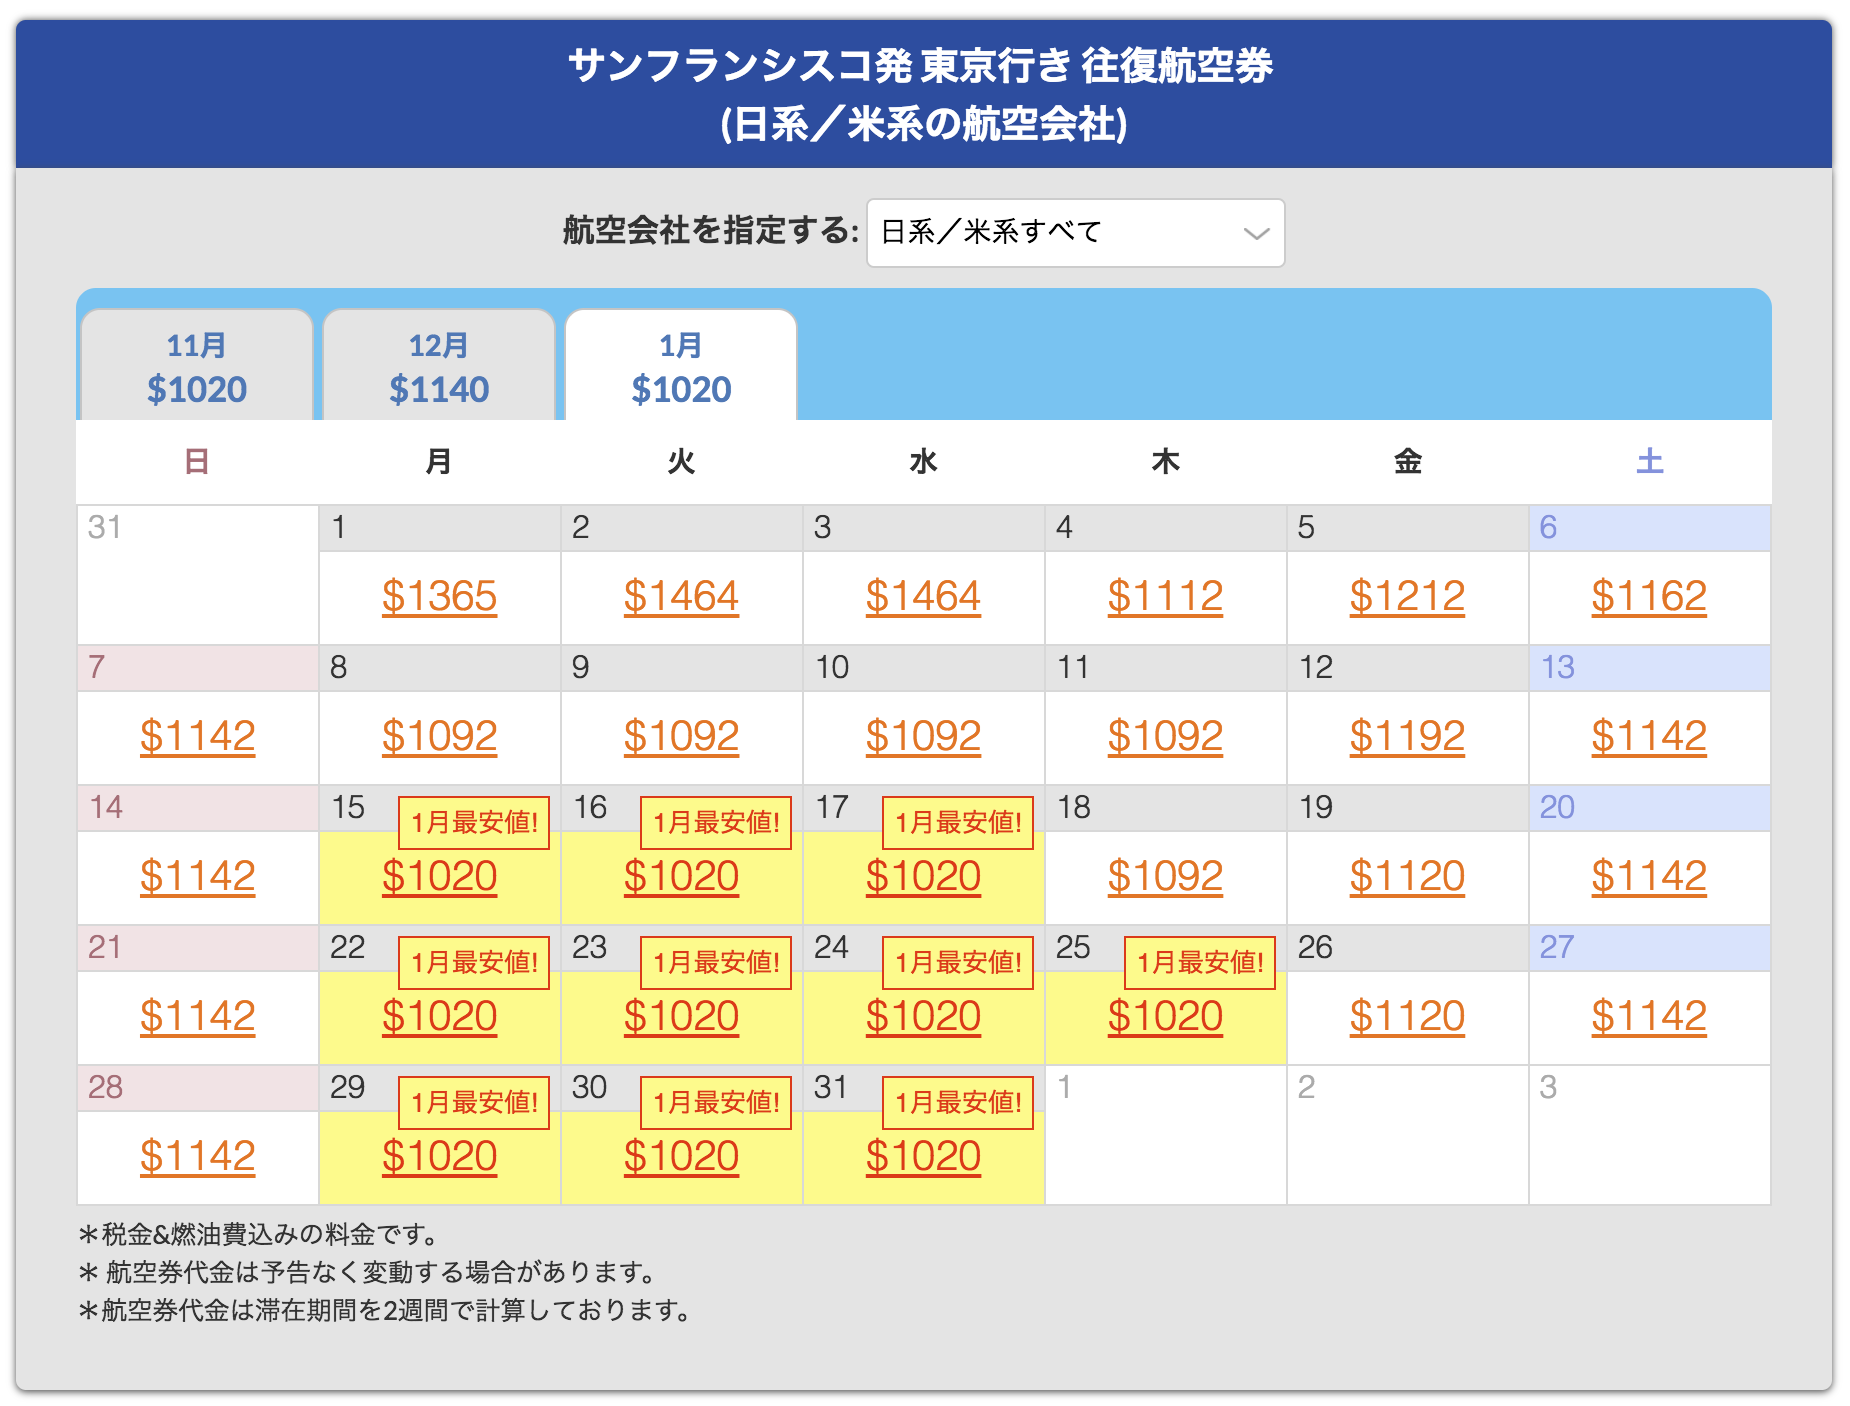 サンフランシスコ発 東京行き 往復航空券
(日系／米系の航空会社)
航空会社を指定する: 日系／米系すべて
11月 12月 1月
$1020 $1140 $1020
日 月 火 水 木 金 土
31 1 2 3 4 5 6
$1365 $1464 $1464 $1112 $1212 $1162
7 8 9 10 11 12 13
$1142 $1092 $1092 $1092 $1092 $1192 $1142
14 15 1月最安値! 16 1月最安値! 17 1月最安値! 18 19 20
$1142 $1020 $1020 $1020 $1092 $1120 $1142
21 22 1月最安値! 23 1月最安値! 24 1月最安値! 25 1月最安値! 26 27
$1142 $1020 $1020 $1020 $1020 $1120 $1142
28 29 1月最安値! 30 1月最安値! 31 1月最安値! 1 2 3
$1142 $1020 $1020 $1020
＊税金&燃油費込みの料金です。
＊ 航空券代金は予告なく変動する場合があります。
＊航空券代金は滞在期間を2週間で計算しております。